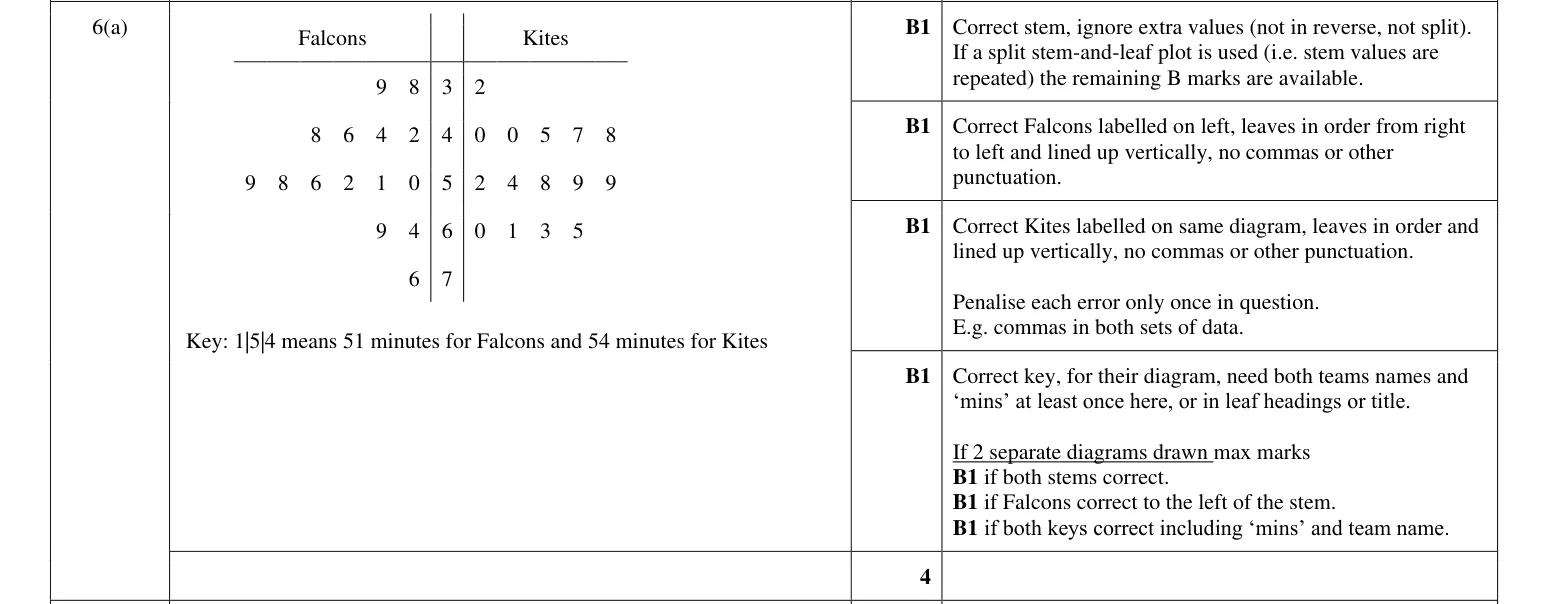 6(a)
Falcons Kites
9 8 3 2
8 6 4 2 4 0 0 5 7 8
9 8 6 2 1 0 5 2 4 8 9 9
9 4 6 0 1 3 5
6 7
Key: 1|5|4 means 51 minutes for Falcons and 54 minutes for Kites
B1 Correct stem, ignore extra values (not in reverse, not split).
If a split stem-and-leaf plot is used (i.e. stem values are
repeated) the remaining B marks are available.
B1 Correct Falcons labelled on left, leaves in order from right
to left and lined up vertically, no commas or other
punctuation.
B1 Correct Kites labelled on same diagram, leaves in order and
lined up vertically, no commas or other punctuation.
Penalise each error only once in question.
E.g. commas in both sets of data.
B1 Correct key, for their diagram, need both teams names and
‘mins’ at least once here, or in leaf headings or title.
If 2 separate diagrams drawn max marks
B1 if both stems correct.
B1 if Falcons correct to the left of the stem.
B1 if both keys correct including ‘mins’ and team name.
4